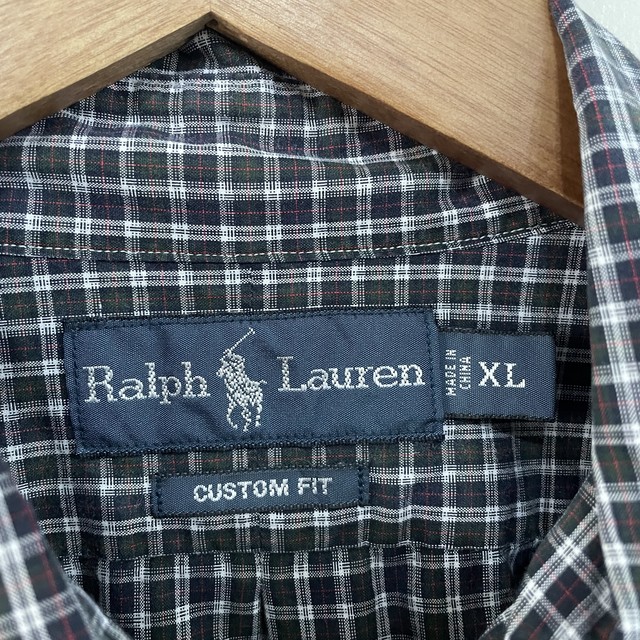 Ralph Lauren
MADE IN
CHINA
XL
CUSTOM FIT